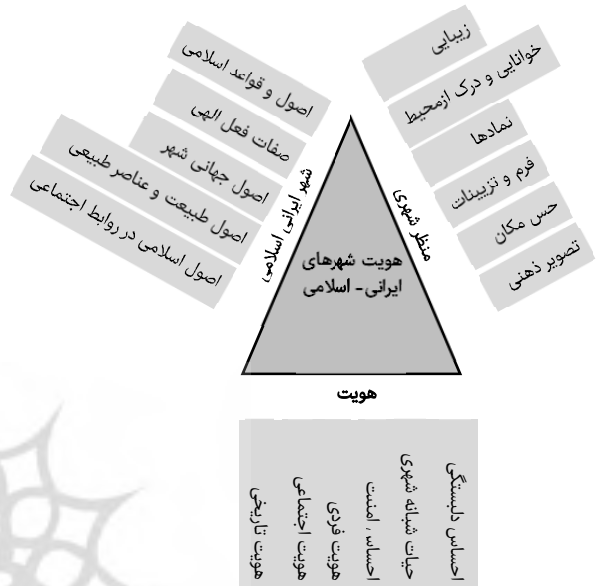 زیبایی
خوانایی و درک ازمحیط
نمادها
فرم و تزیینات
حس مکان
تصویر ذهنی
منظر شهری
اصول و قواعد اسلامی
صفات فعل الهی
اصول جهانی شهر
اصول طبیعت و عناصر طبیعی
اصول اسلامی در روابط اجتماعی
شهر ایرانی اسلامی
هویت شهرهای
ایرانی- اسلامی
هویت
احساس دلبستگی
حیات شبانه شهری
احساس امنیت
هویت فردی
هویت اجتماعی
هویت تاریخی